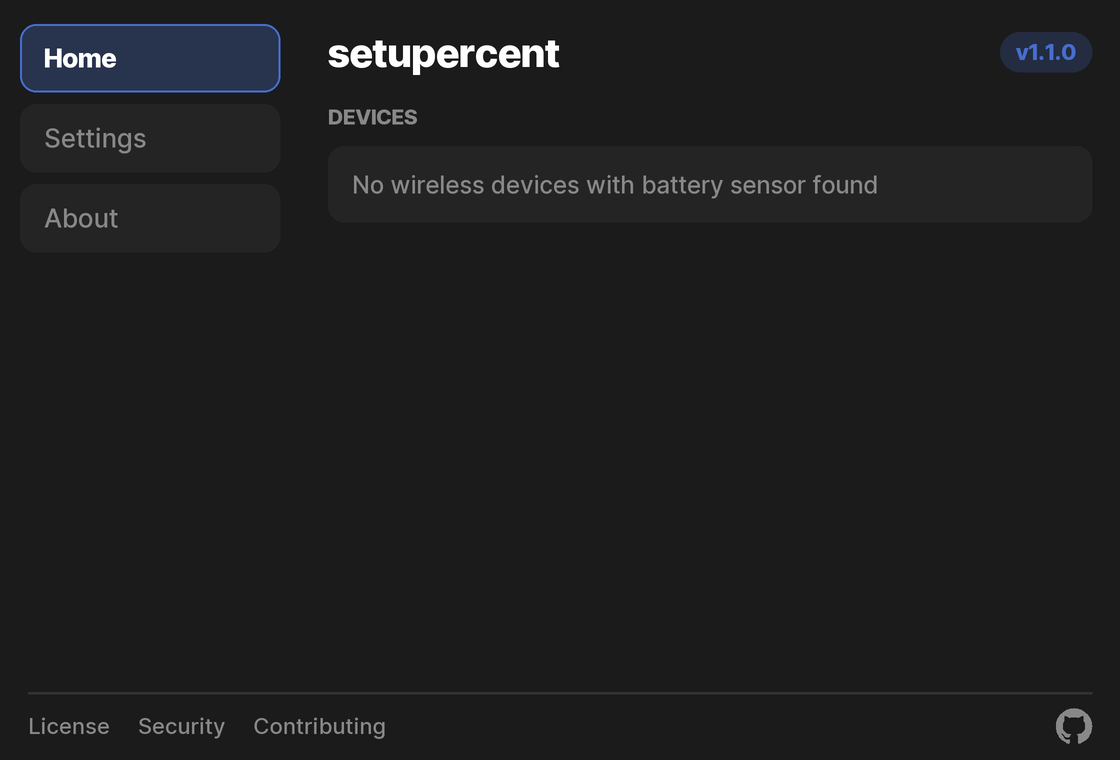 Home
Settings
About
setupercent
v1.1.0
DEVICES
No wireless devices with battery sensor found
License
Security
Contributing